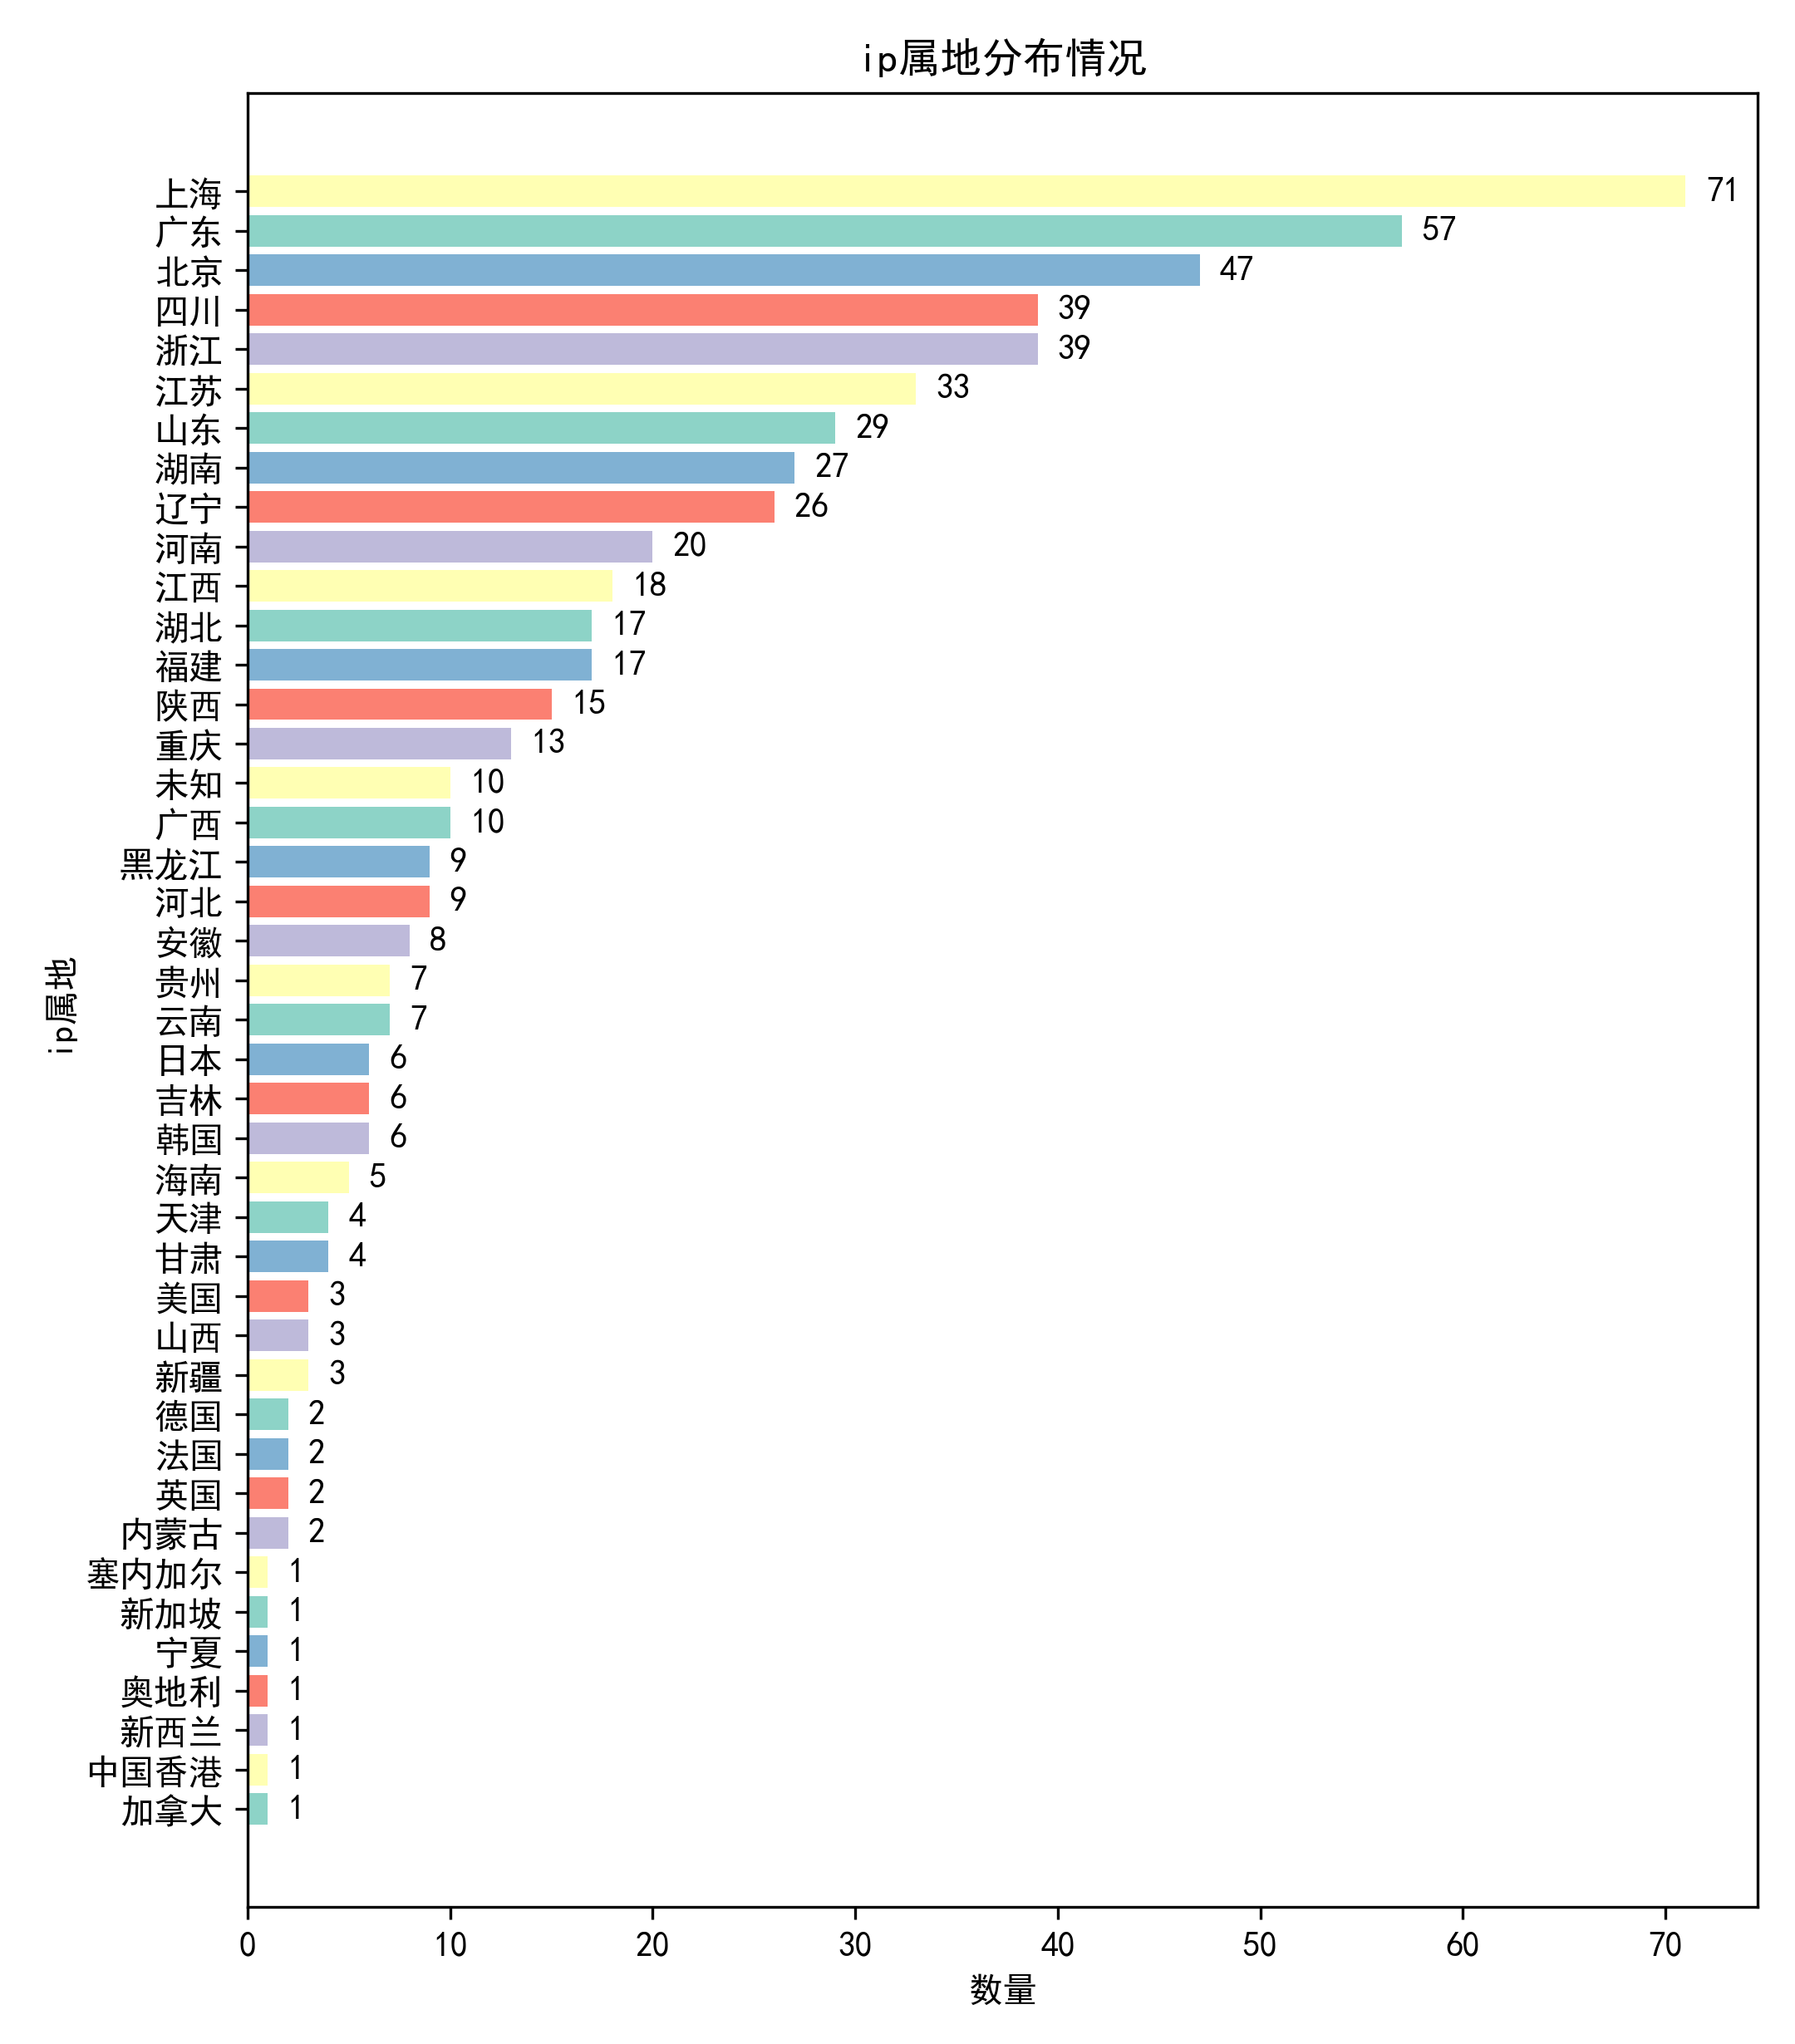 ip属地分布情况
上海 71
广东 57
北京 47
四川 39
浙江 39
江苏 33
山东 29
湖南 27
辽宁 26
河南 20
江西 18
湖北 17
福建 17
陕西 15
重庆 13
未知 10
广西 10
黑龙江 9
河北 9
安徽 8
贵州 7
云南 7
日本 6
吉林 6
韩国 6
海南 5
天津 4
甘肃 4
美国 3
山西 3
新疆 3
德国 2
法国 2
英国 2
内蒙古 2
塞内加尔 1
新加坡 1
宁夏 1
奥地利 1
新西兰 1
中国香港 1
加拿大 1
ip属地
0 10 20 30 40 50 60 70
数量